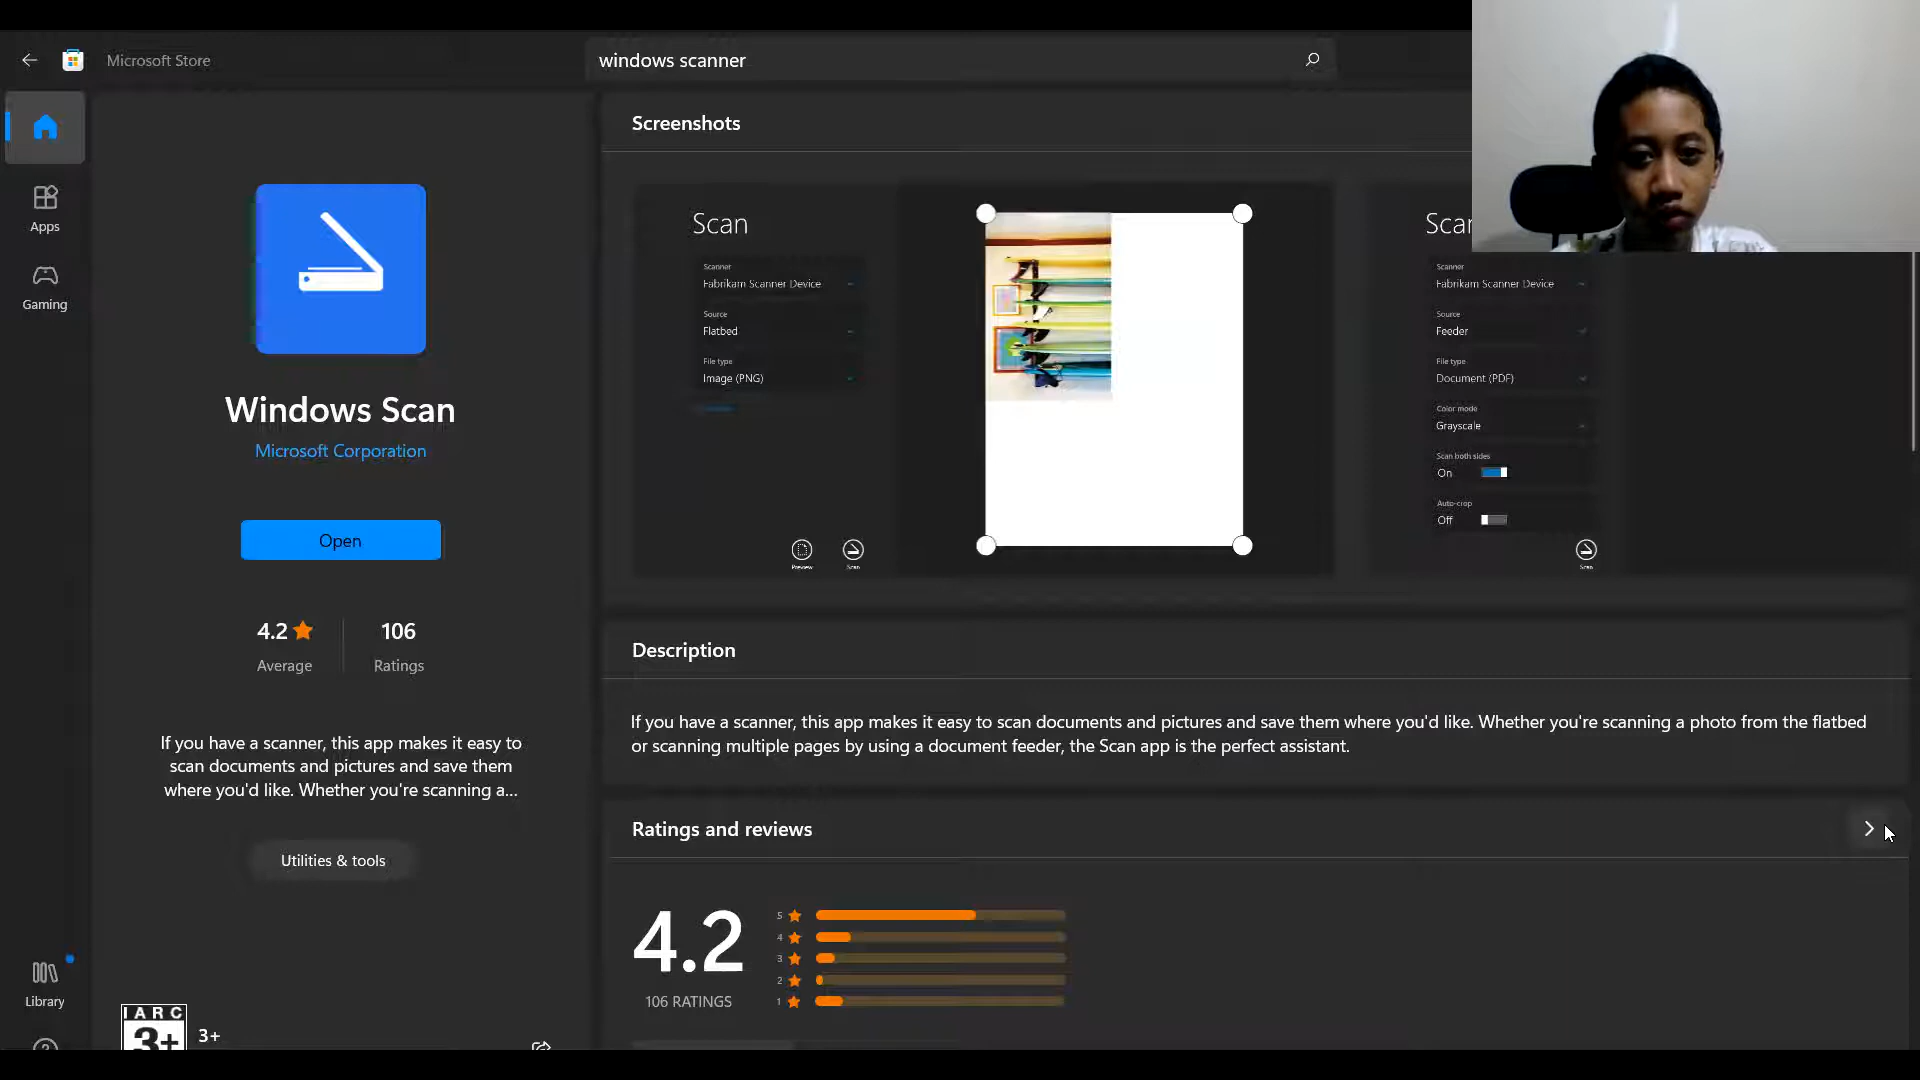 Microsoft Store
windows scanner
Apps
Gaming
Library
Windows Scan
Microsoft Corporation
Open
4.2
Average
106
Ratings
If you have a scanner, this app makes it easy to
scan documents and pictures and save them
where you'd like. Whether you're scanning a...
Utilities & tools
IARC
3+
3+
Screenshots
Scan
Scanner
Fabrikam Scanner Device
Source
Flatbed
File type
Image (PNG)
Preview
Scan
Scanner
Fabrikam Scanner Device
Source
Feeder
File type
Document (PDF)
Color mode
Grayscale
Scan both sides
On
Auto-crop
Off
Scan
Description
If you have a scanner, this app makes it easy to scan documents and pictures and save them where you'd like. Whether you're scanning a photo from the flatbed
or scanning multiple pages by using a document feeder, the Scan app is the perfect assistant.
Ratings and reviews
4.2
106 RATINGS
5
4
3
2
1